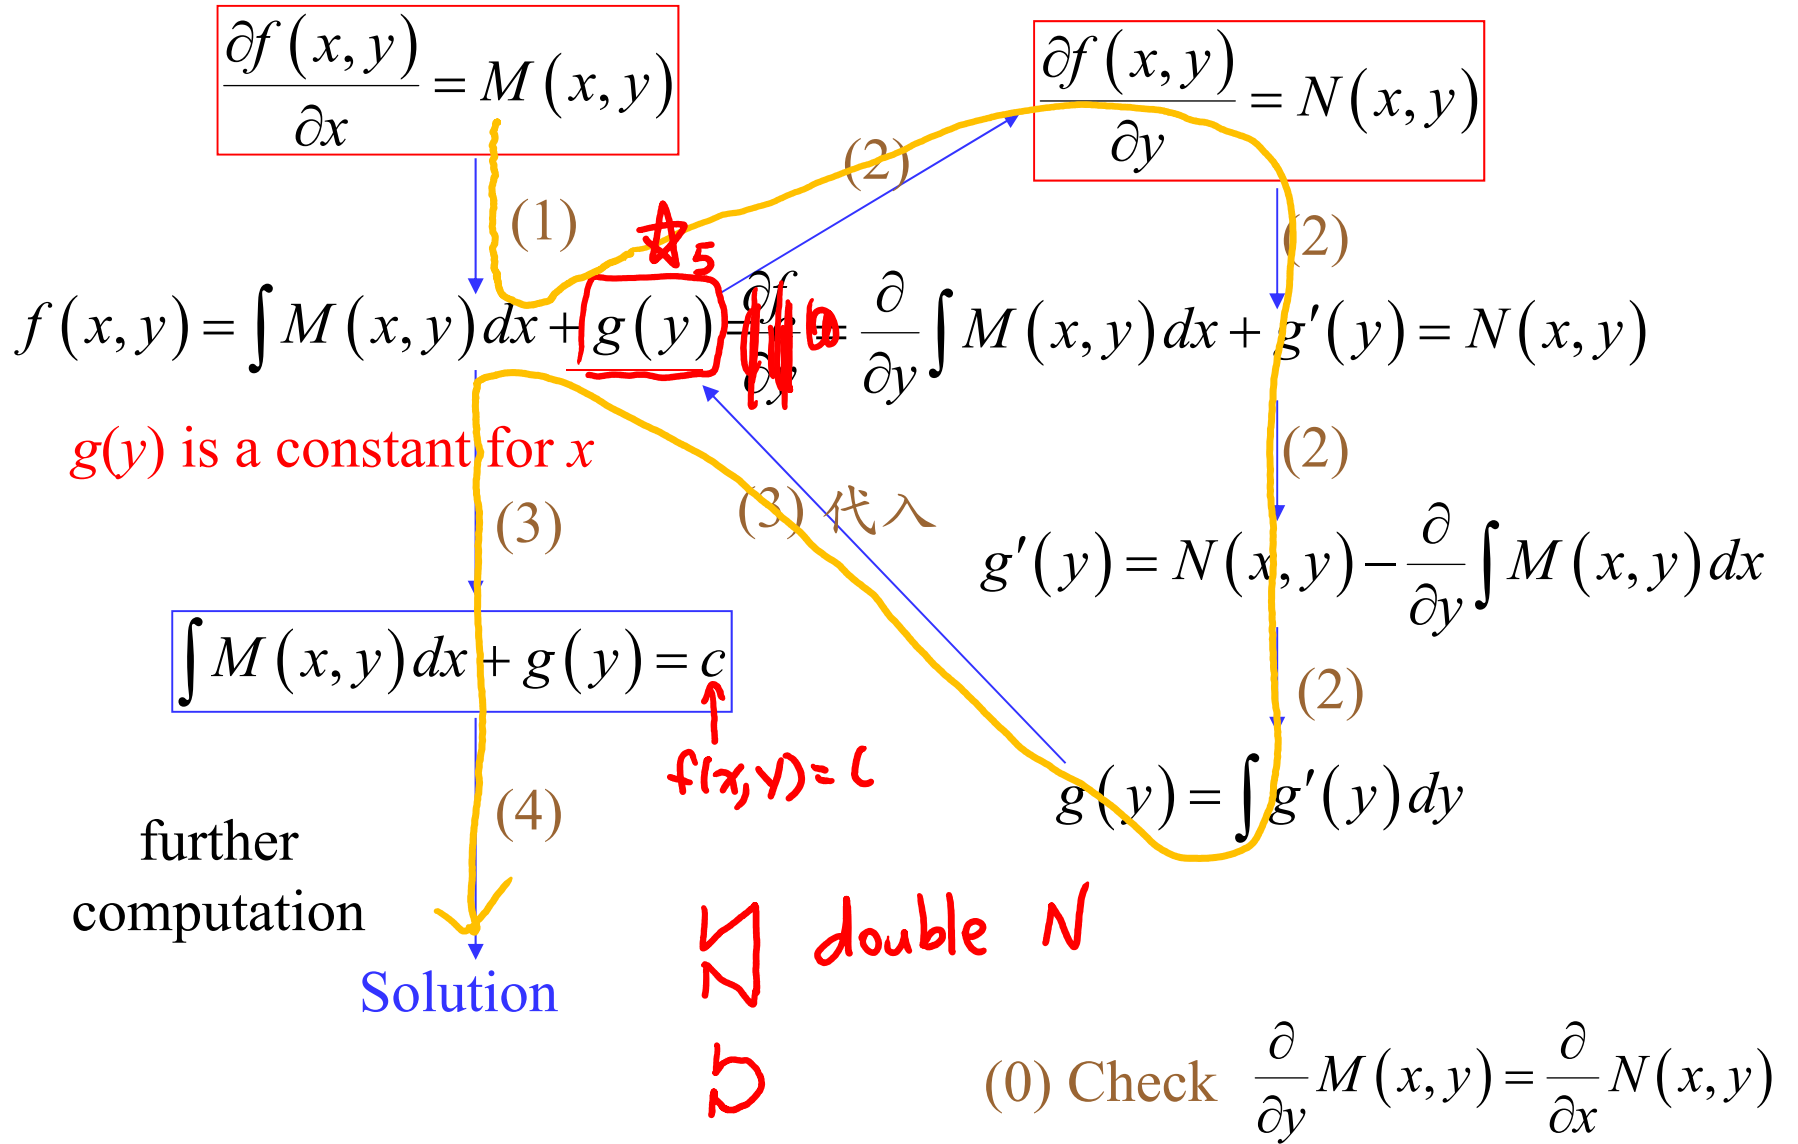 ∂f(x, y)/∂x = M(x, y)
∂f(x, y)/∂y = N(x, y)
(2)
(1)
(2)
☆5
f(x, y) = ∫M(x, y)dx + g(y)
∂f/∂y = ∂/∂y ∫M(x, y)dx + g′(y) = N(x, y)
g(y) is a constant for x
(2)
(3)
(3) 代入
g′(y) = N(x, y) − ∂/∂y ∫M(x, y)dx
∫M(x, y)dx + g(y) = c
(2)
f(x,y) = c
g(y) = ∫g′(y)dy
(4)
further
computation
double N
Solution
(0) Check ∂/∂y M(x, y) = ∂/∂x N(x, y)